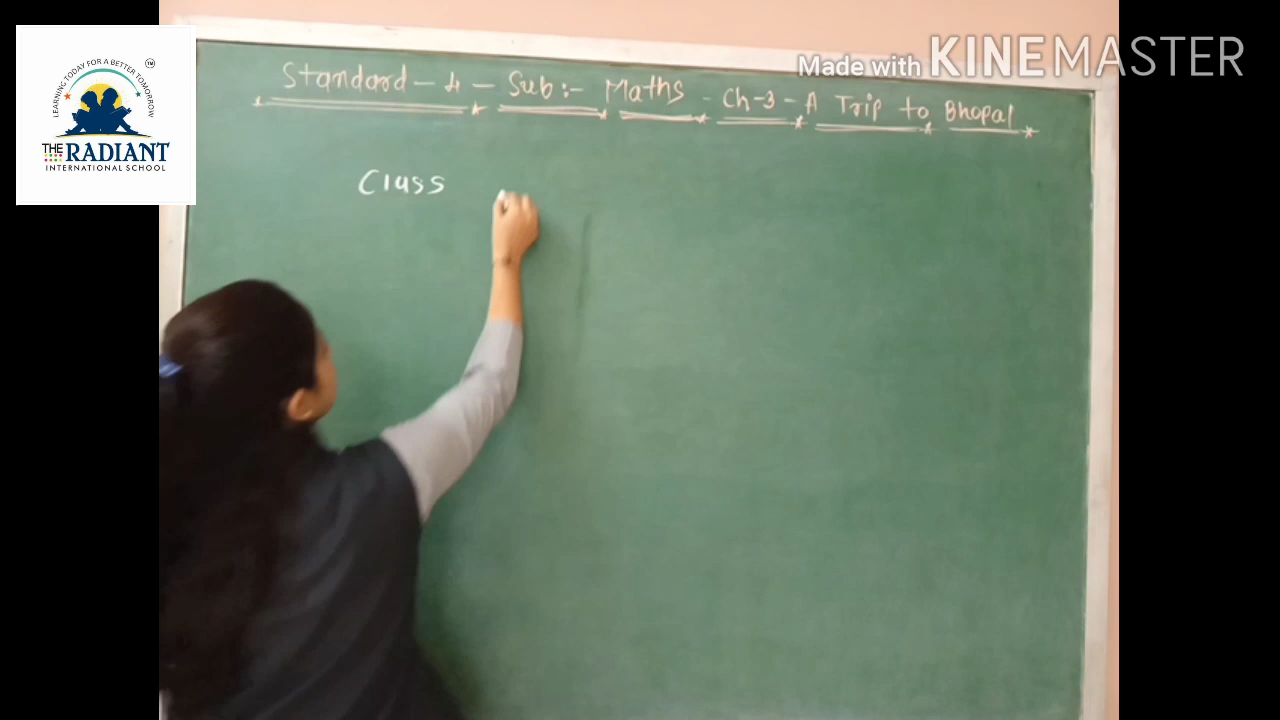 LEARNING TODAY FOR A BETTER TOMORROW
TM
THE RADIANT
INTERNATIONAL SCHOOL
Made with KINEMASTER
Standard - 4 - Sub:- Maths - Ch-3 - A Trip to Bhopal
Class